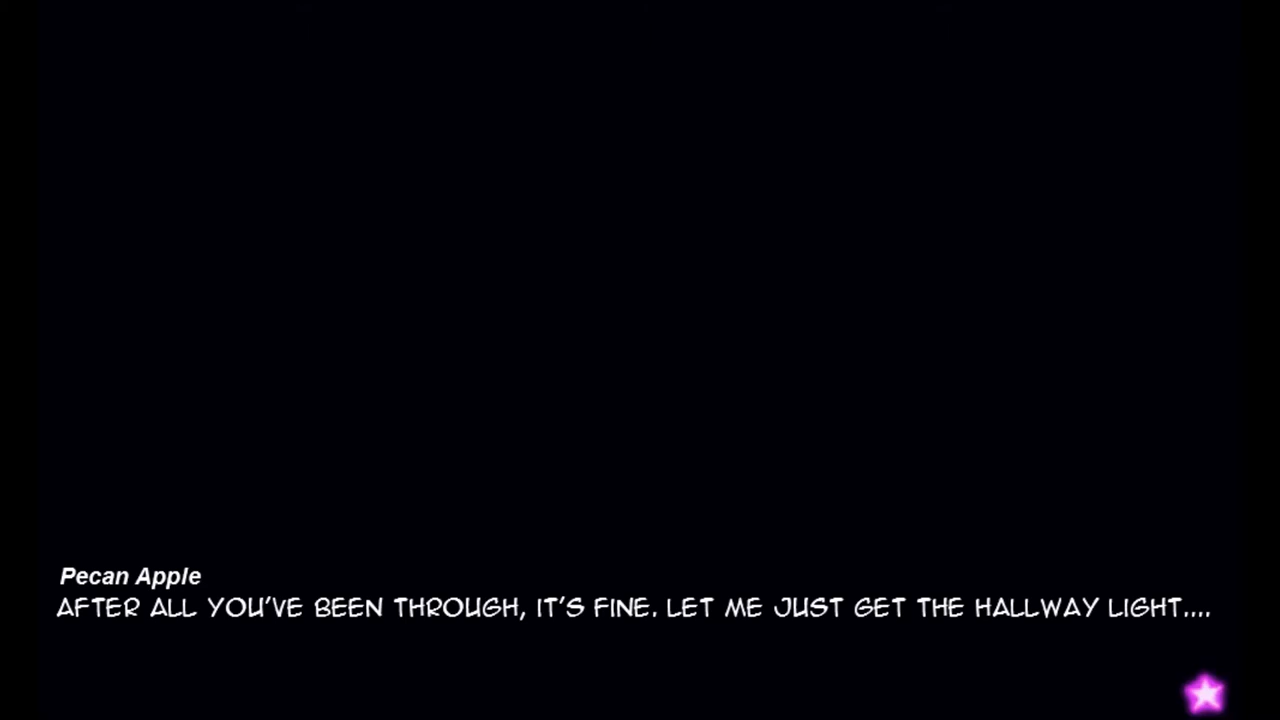 Pecan Apple
AFTER ALL YOU'VE BEEN THROUGH, IT'S FINE. LET ME JUST GET THE HALLWAY LIGHT....